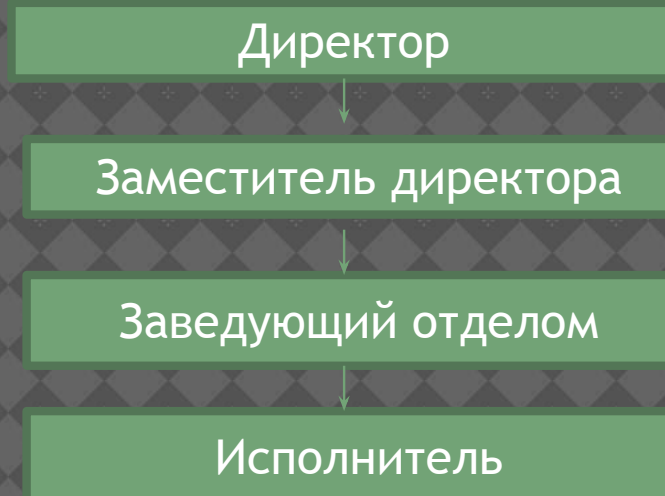 Директор
Заместитель директора
Заведующий отделом
Исполнитель